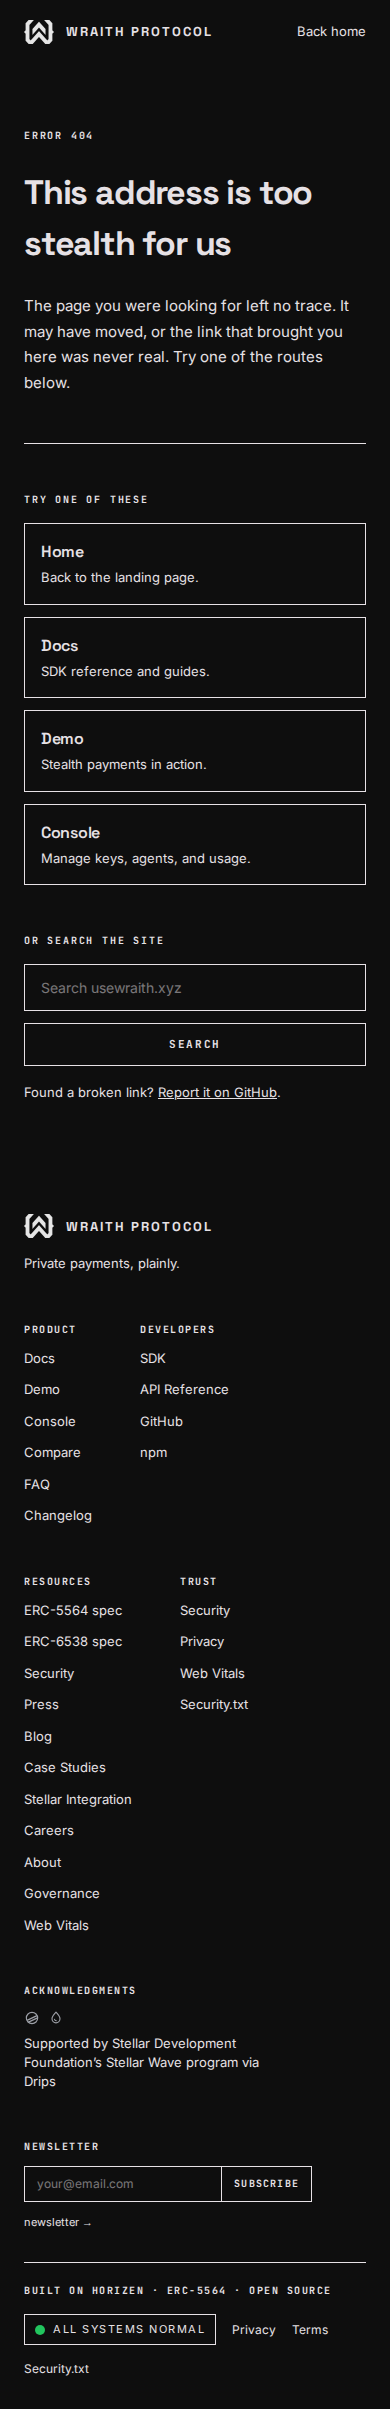 WRAITH PROTOCOL
Back home
ERROR 404
This address is too
stealth for us
The page you were looking for left no trace. It
may have moved, or the link that brought you
here was never real. Try one of the routes
below.
TRY ONE OF THESE
Home
Back to the landing page.
Docs
SDK reference and guides.
Demo
Stealth payments in action.
Console
Manage keys, agents, and usage.
OR SEARCH THE SITE
Search usewraith.xyz
SEARCH
Found a broken link? Report it on GitHub.
WRAITH PROTOCOL
Private payments, plainly.
PRODUCT
Docs
Demo
Console
Compare
FAQ
Changelog
DEVELOPERS
SDK
API Reference
GitHub
npm
RESOURCES
ERC-5564 spec
ERC-6538 spec
Security
Press
Blog
Case Studies
Stellar Integration
Careers
About
Governance
Web Vitals
TRUST
Security
Privacy
Web Vitals
Security.txt
ACKNOWLEDGMENTS
Supported by Stellar Development
Foundation's Stellar Wave program via
Drips
NEWSLETTER
your@email.com
SUBSCRIBE
newsletter →
BUILT ON HORIZEN · ERC-5564 · OPEN SOURCE
ALL SYSTEMS NORMAL
Privacy
Terms
Security.txt